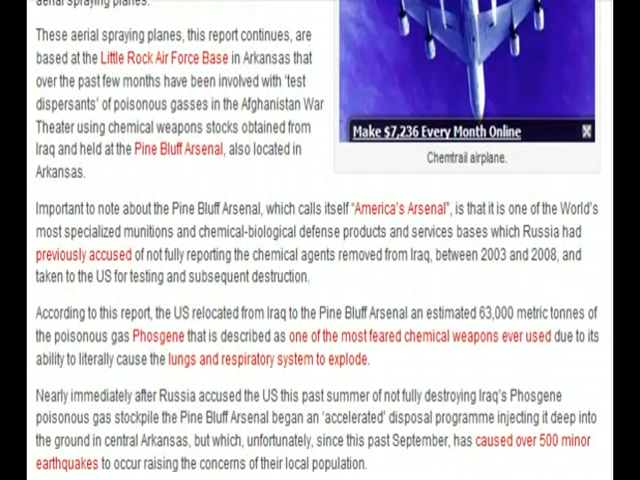 aerial spraying planes.
These aerial spraying planes, this report continues, are
based at the Little Rock Air Force Base in Arkansas that
over the past few months have been involved with ‘test
dispersants’ of poisonous gasses in the Afghanistan War
Theater using chemical weapons stocks obtained from
Iraq and held at the Pine Bluff Arsenal, also located in
Arkansas.
Make $7,236 Every Month Online
Chemtrail airplane.
Important to note about the Pine Bluff Arsenal, which calls itself “America's Arsenal”, is that it is one of the World's
most specialized munitions and chemical-biological defense products and services bases which Russia had
previously accused of not fully reporting the chemical agents removed from Iraq, between 2003 and 2008, and
taken to the US for testing and subsequent destruction.
According to this report, the US relocated from Iraq to the Pine Bluff Arsenal an estimated 63,000 metric tonnes of
the poisonous gas Phosgene that is described as one of the most feared chemical weapons ever used due to its
ability to literally cause the lungs and respiratory system to explode.
Nearly immediately after Russia accused the US this past summer of not fully destroying Iraq's Phosgene
poisonous gas stockpile the Pine Bluff Arsenal began an ‘accelerated’ disposal programme injecting it deep into
the ground in central Arkansas, but which, unfortunately, since this past September, has caused over 500 minor
earthquakes to occur raising the concerns of their local population.